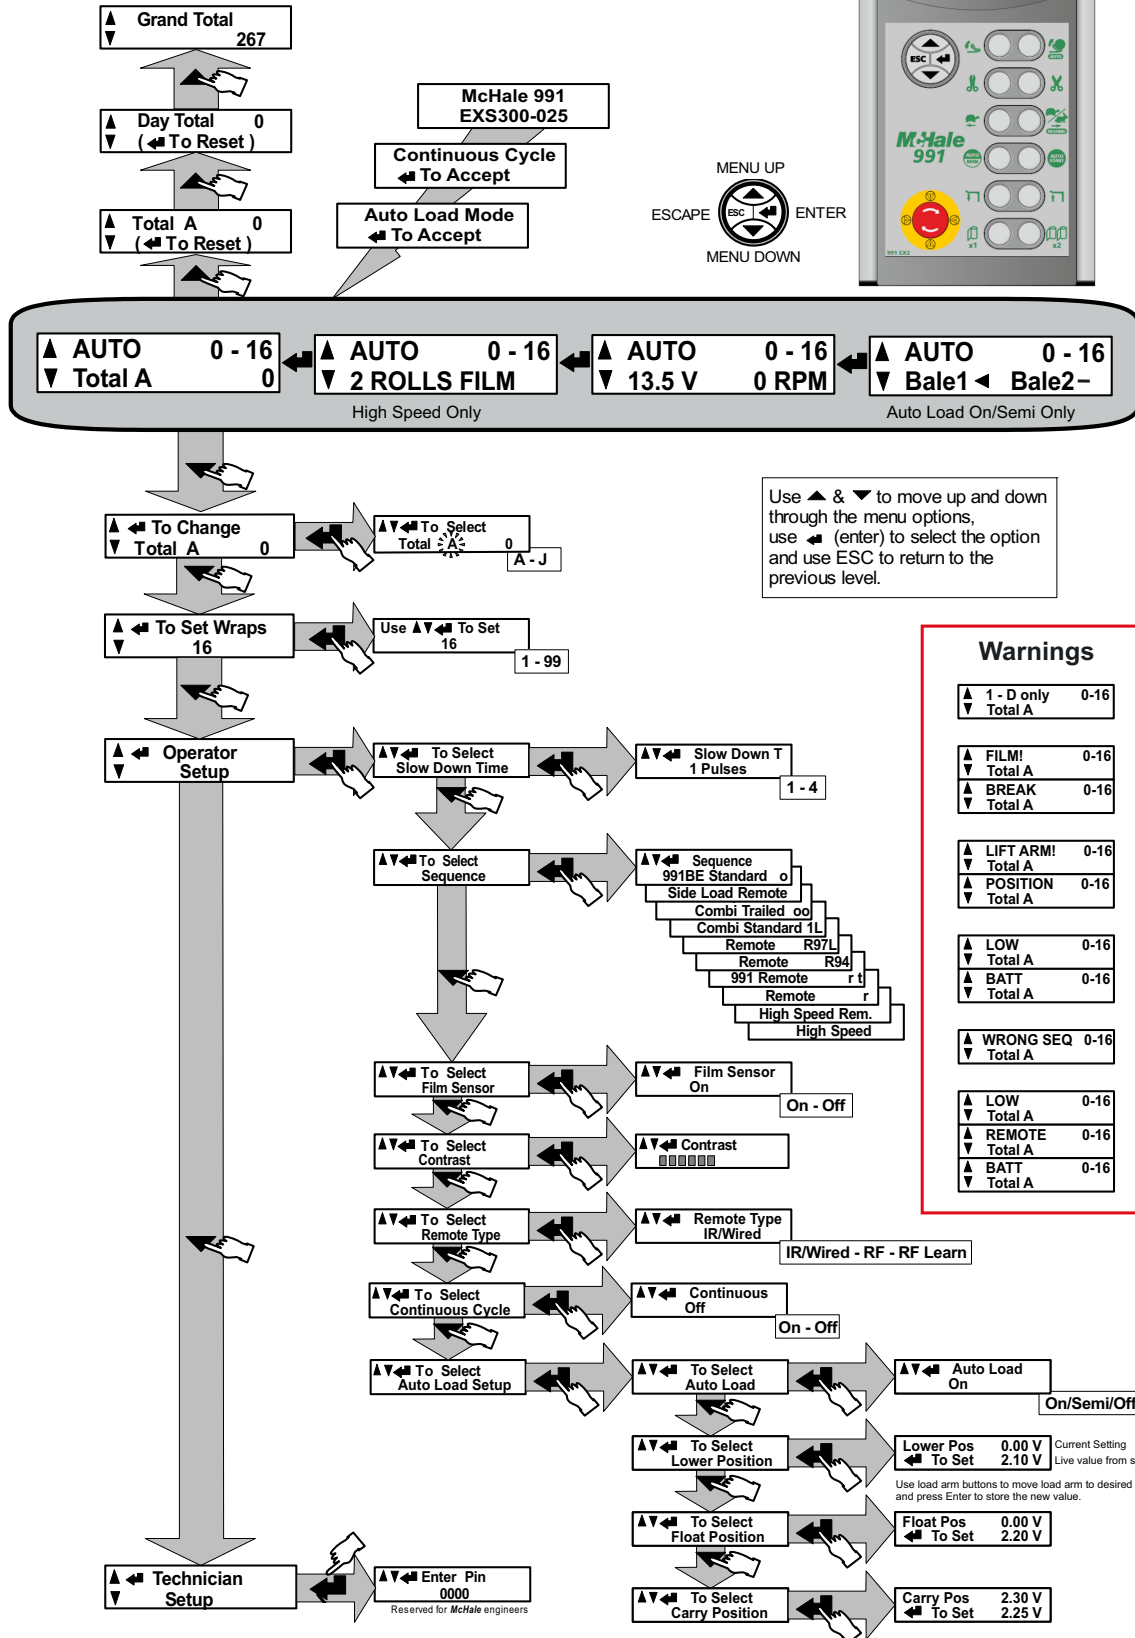 Grand Total
267
Day Total 0
( To Reset )
Total A 0
( To Reset )
McHale 991
EXS300-025
Continuous Cycle
To Accept
Auto Load Mode
To Accept
MENU UP
ESCAPE ESC ENTER
MENU DOWN
ESC
AUTO
McHale
991
AUTO
MAN
AUTO
START
x1
x2
991 EX2
AUTO 0 - 16
Total A 0
AUTO 0 - 16
2 ROLLS FILM
High Speed Only
AUTO 0 - 16
13.5 V 0 RPM
AUTO 0 - 16
Bale1 Bale2 –
Auto Load On/Semi Only
Use ▲ & ▼ to move up and down
through the menu options,
use (enter) to select the option
and use ESC to return to the
previous level.
To Change
Total A 0
To Select
Total A 0
A - J
To Set Wraps
16
Use To Set
16
1 - 99
Operator
Setup
To Select
Slow Down Time
Slow Down T
1 Pulses
1 - 4
To Select
Sequence
Sequence
991BE Standard o
Side Load Remote
Combi Trailed oo
Combi Standard 1L
Remote R97L
Remote R94
991 Remote r t
Remote r
High Speed Rem.
High Speed
To Select
Film Sensor
Film Sensor
On
On - Off
To Select
Contrast
Contrast
To Select
Remote Type
Remote Type
IR/Wired
IR/Wired - RF - RF Learn
To Select
Continuous Cycle
Continuous
Off
On - Off
To Select
Auto Load Setup
To Select
Auto Load
Auto Load
On
On/Semi/Off
To Select
Lower Position
Lower Pos 0.00 V Current Setting
To Set 2.10 V Live value from s
Use load arm buttons to move load arm to desired
and press Enter to store the new value.
To Select
Float Position
Float Pos 0.00 V
To Set 2.20 V
To Select
Carry Position
Carry Pos 2.30 V
To Set 2.25 V
Technician
Setup
Enter Pin
0000
Reserved for McHale engineers
Warnings
1 - D only 0-16
Total A
FILM! 0-16
Total A
BREAK 0-16
Total A
LIFT ARM! 0-16
Total A
POSITION 0-16
Total A
LOW 0-16
Total A
BATT 0-16
Total A
WRONG SEQ 0-16
Total A
LOW 0-16
Total A
REMOTE 0-16
Total A
BATT 0-16
Total A